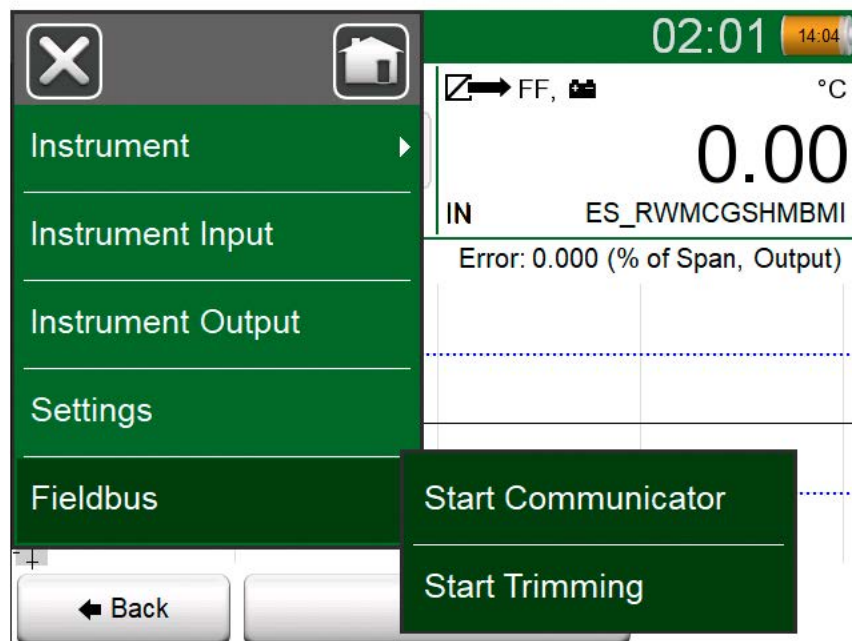 02:01
14:04
FF,
°C
0.00
IN ES_RWMCGSHMBMI
Error: 0.000 (% of Span, Output)
Instrument
Instrument Input
Instrument Output
Settings
Fieldbus
Start Communicator
Start Trimming
Back